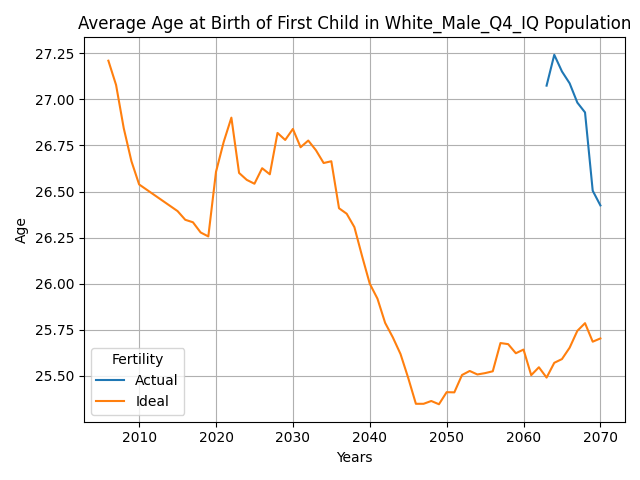 Average Age at Birth of First Child in White_Male_Q4_IQ Population
27.25
27.00
26.75
26.50
26.25
26.00
25.75
25.50
Age
Fertility
Actual
Ideal
2010 2020 2030 2040 2050 2060 2070
Years